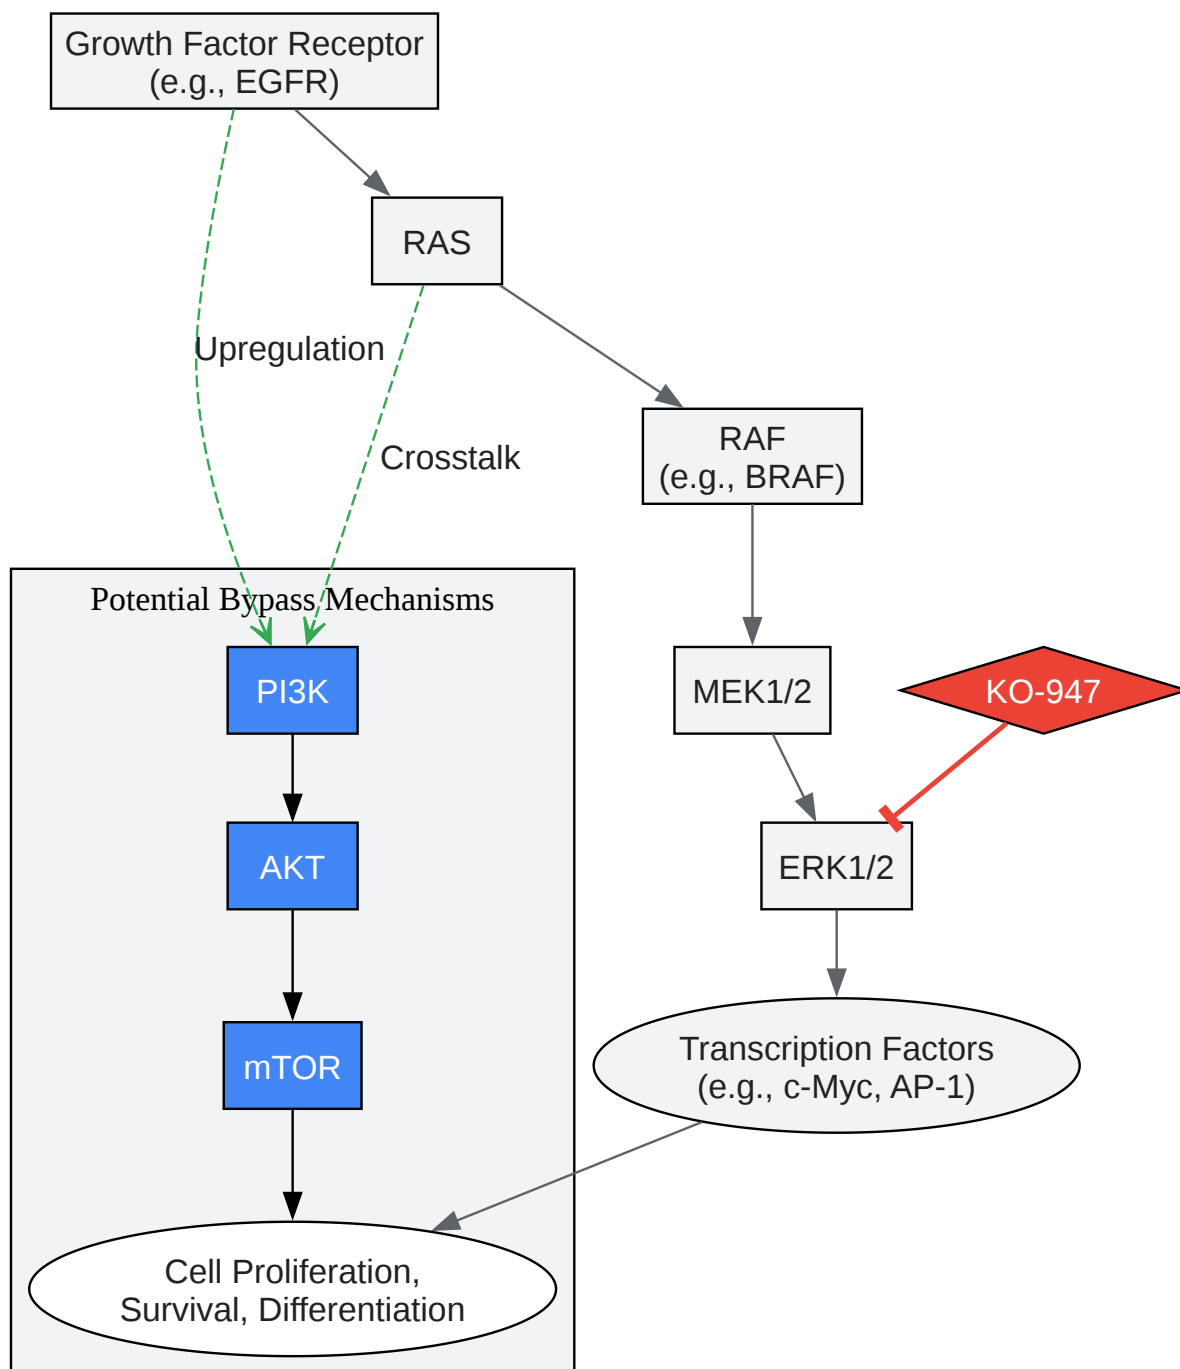 Growth Factor Receptor
(e.g., EGFR)
RAS
Upregulation
Crosstalk
RAF
(e.g., BRAF)
Potential Bypass Mechanisms
PI3K
MEK1/2
KO-947
AKT
ERK1/2
mTOR
Transcription Factors
(e.g., c-Myc, AP-1)
Cell Proliferation,
Survival, Differentiation